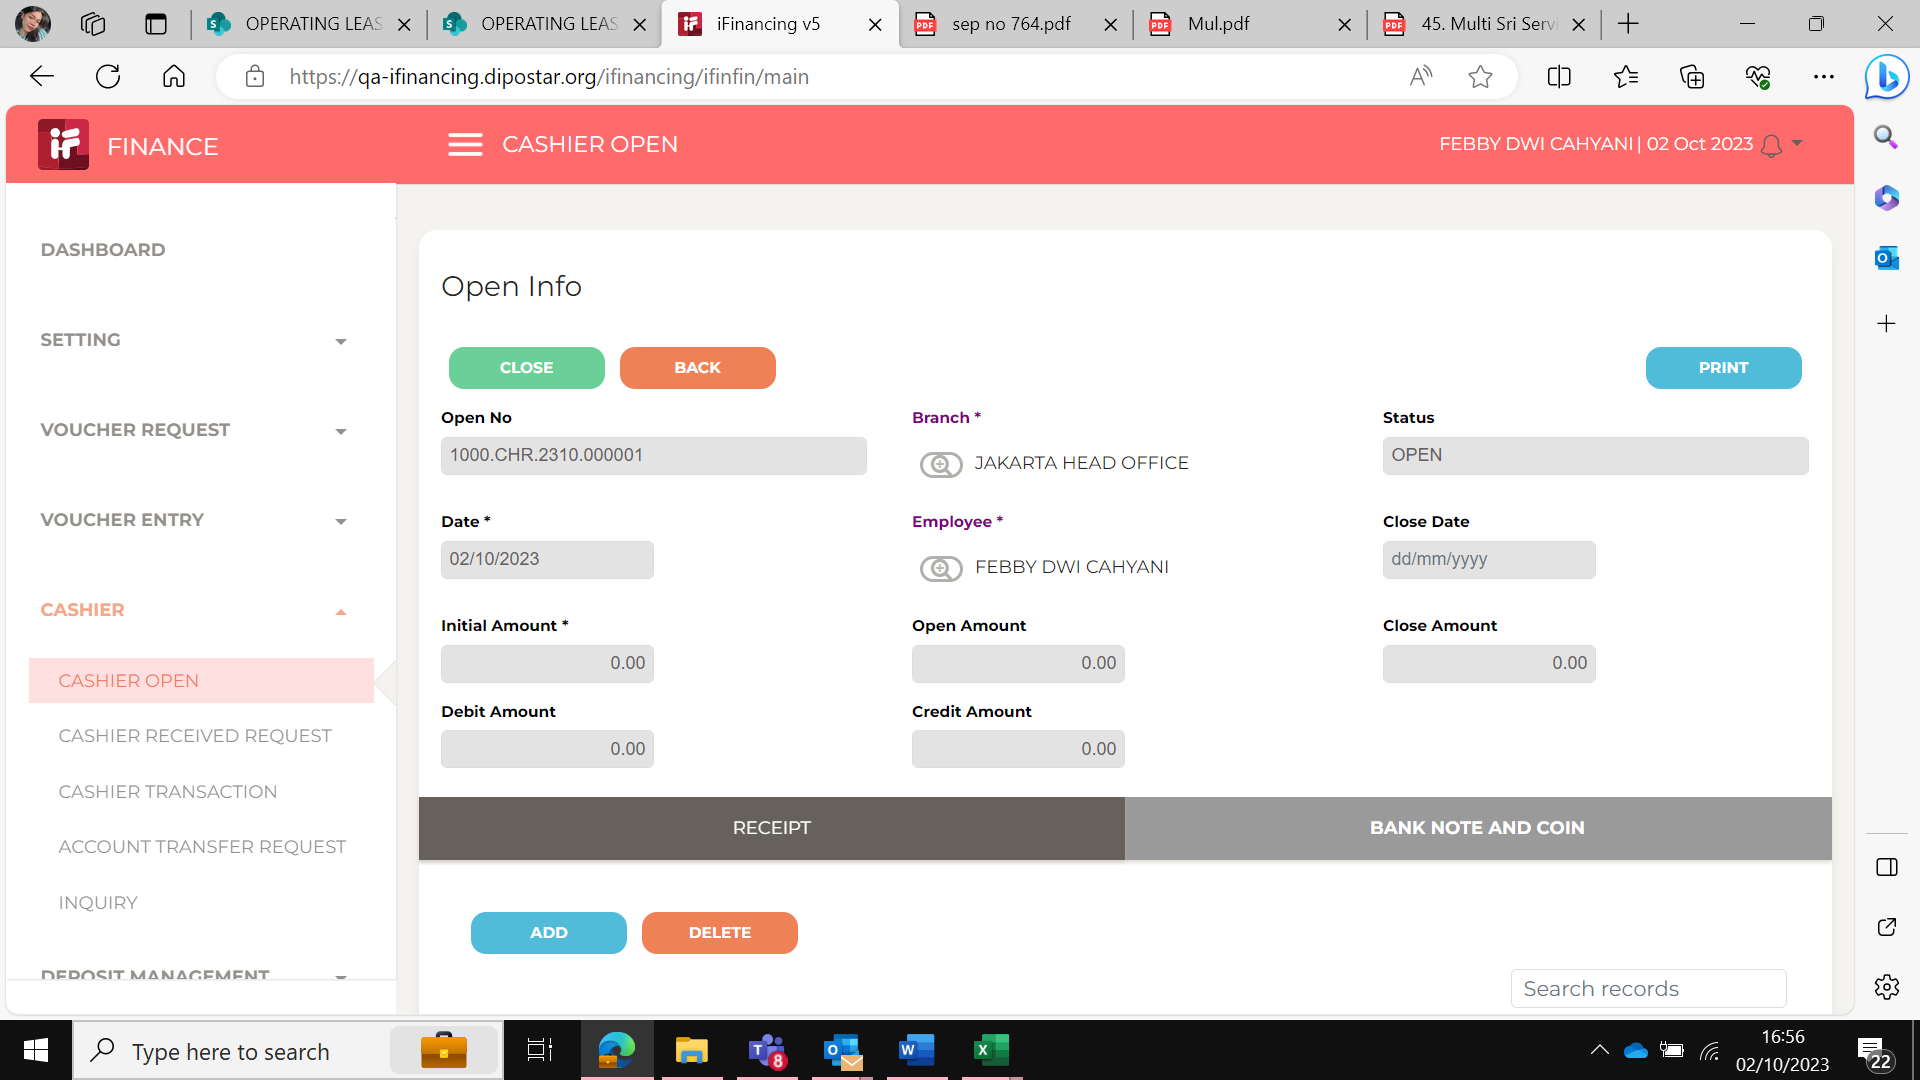 OPERATING LEAS
OPERATING LEAS
iFinancing v5
sep no 764.pdf
Mul.pdf
45. Multi Sri Servi
https://qa-ifinancing.dipostar.org/ifinancing/ifinfin/main
iF FINANCE
CASHIER OPEN
FEBBY DWI CAHYANI | 02 Oct 2023
DASHBOARD
SETTING
VOUCHER REQUEST
VOUCHER ENTRY
CASHIER
CASHIER OPEN
CASHIER RECEIVED REQUEST
CASHIER TRANSACTION
ACCOUNT TRANSFER REQUEST
INQUIRY
DEPOSIT MANAGEMENT
Open Info
CLOSE BACK PRINT
Open No Branch * Status
1000.CHR.2310.000001 JAKARTA HEAD OFFICE OPEN
Date * Employee * Close Date
02/10/2023 FEBBY DWI CAHYANI dd/mm/yyyy
Initial Amount * Open Amount Close Amount
0.00 0.00 0.00
Debit Amount Credit Amount
0.00 0.00
RECEIPT BANK NOTE AND COIN
ADD DELETE
Search records
Type here to search
8
16:56
02/10/2023
22